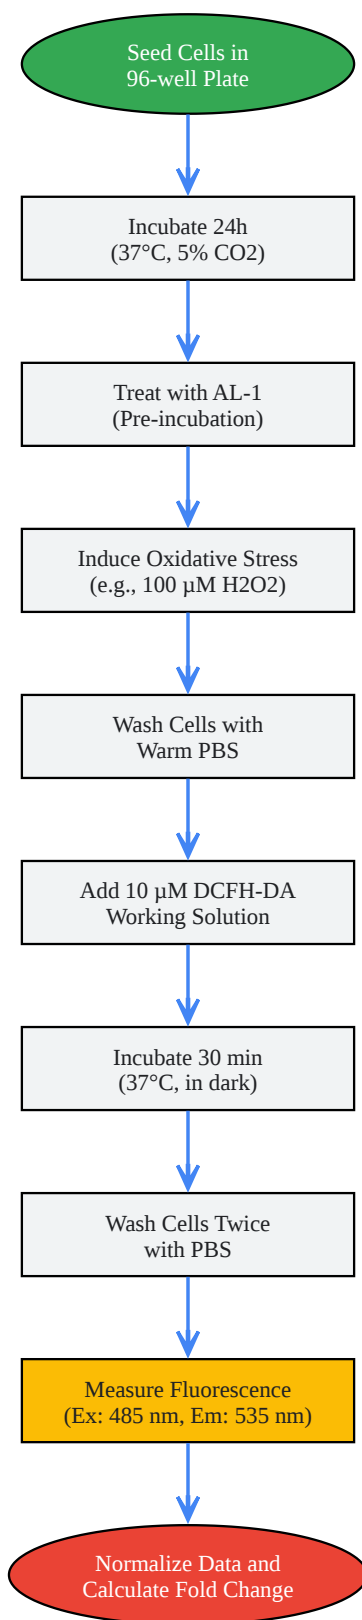 Seed Cells in
96-well Plate
Incubate 24h
(37°C, 5% CO2)
Treat with AL-1
(Pre-incubation)
Induce Oxidative Stress
(e.g., 100 µM H2O2)
Wash Cells with
Warm PBS
Add 10 µM DCFH-DA
Working Solution
Incubate 30 min
(37°C, in dark)
Wash Cells Twice
with PBS
Measure Fluorescence
(Ex: 485 nm, Em: 535 nm)
Normalize Data and
Calculate Fold Change